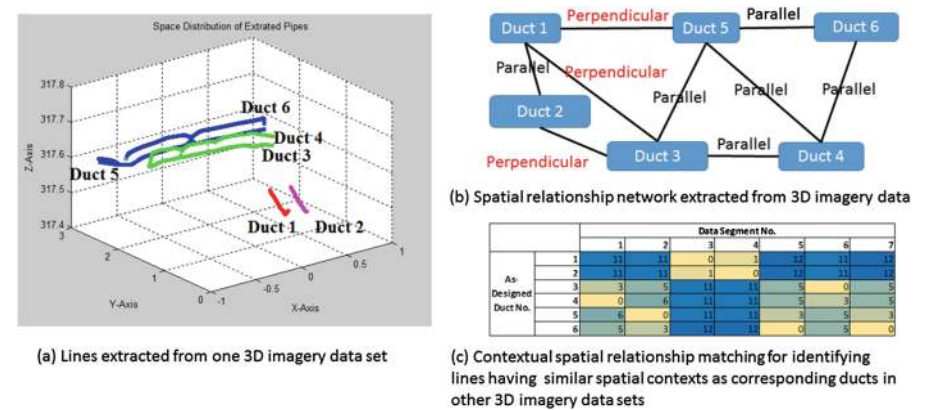 Space Distribution of Extrated Pipes
317.8
317.7
317.6
317.5
317.4
Z-Axis
3
2
1
0
Y-Axis
-1
-0.5
0
0.5
1
X-Axis
Duct 6
Duct 4
Duct 3
Duct 5
Duct 1 Duct 2
(a) Lines extracted from one 3D imagery data set
Duct 1 Perpendicular Duct 5 Parallel Duct 6
Parallel Perpendicular Parallel Parallel Parallel
Duct 2
Perpendicular Duct 3 Parallel Duct 4
(b) Spatial relationship network extracted from 3D imagery data
Data Segment No.
1 2 3 4 5 6 7
As-Designed Duct No.
1 11 11 0 1 12 11 12
2 11 11 1 0 12 11 12
3 3 5 11 11 5 0 5
4 0 6 11 11 5 3 5
5 6 0 11 11 3 5 3
6 5 3 12 12 0 5 0
(c) Contextual spatial relationship matching for identifying
lines having similar spatial contexts as corresponding ducts in
other 3D imagery data sets